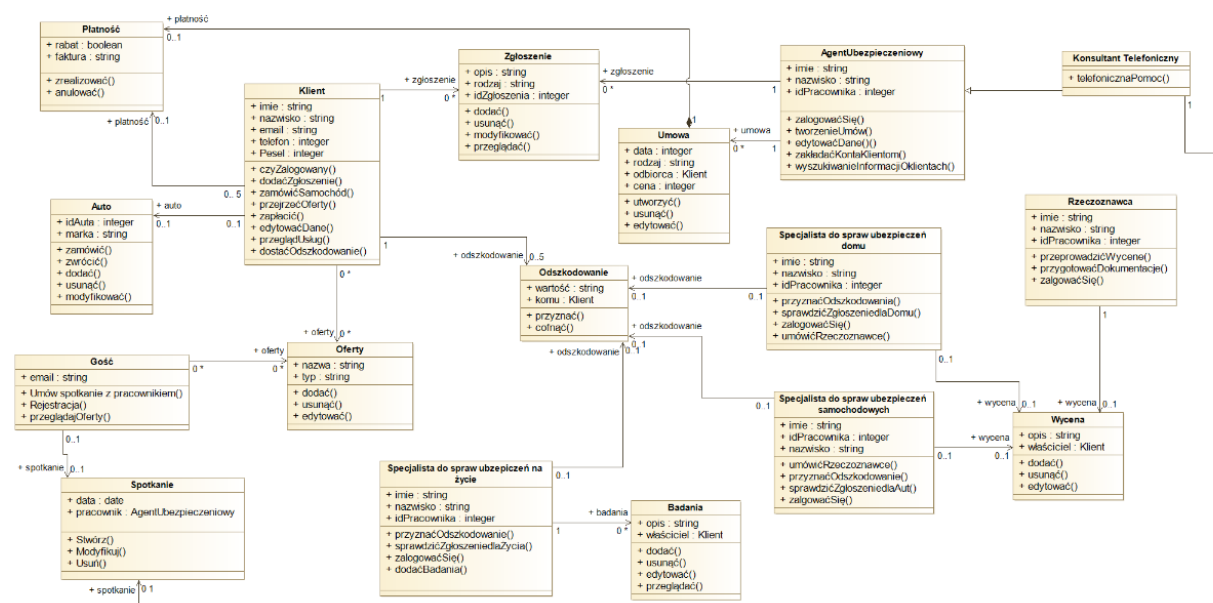 + płatność
0..1
Płatność
+ rabat : boolean
+ faktura : string
+ zrealizować()
+ anulować()
+ płatność
0..1
Klient
+ imie : string
+ nazwisko : string
+ email : string
+ telefon : integer
+ Pesel : integer
+ czyZalogowany()
+ dodaćZgłoszenie()
+ zamówićSamochód()
+ przejrzećOferty()
+ zapłacić()
+ edytowaćDane()
+ przeglądUsług()
+ dostaćOdszkodowanie()
1
+ zgłoszenie
0 *
0.. 5
0..1
1
0 *
Zgłoszenie
+ opis : string
+ rodzaj : string
+ idZgłoszenia : integer
+ dodać()
+ usunąć()
+ modyfikować()
+ przeglądać()
+ zgłoszenie
0 *
1
AgentUbezpieczeniowy
+ imie : string
+ nazwisko : string
+ idPracownika : integer
+ zalogowaćSię()
+ tworzenieUmów()
+ edytowaćDane()()
+ zakładaćKontaKlientom()
+ wyszukiwanieInformacjiOklientach()
1
Konsultant Telefoniczny
+ telefonicznaPomoc()
1
1
Umowa
+ data : integer
+ rodzaj : string
+ odbiorca : Klient
+ cena : integer
+ utworzyć()
+ usunąć()
+ edytować()
+ umowa
0 *
Auto
+ idAuta : integer
+ marka : string
+ zamówić()
+ zwrócić()
+ dodać()
+ usunąć()
+ modyfikować()
+ auto
0..1
Rzeczoznawca
+ imie : string
+ nazwisko : string
+ idPracownika : integer
+ przeprowadzićWycene()
+ przygotowaćDokumentacje()
+ zalgowaćSię()
1
Specjalista do spraw ubezpieczeń
domu
+ imie : string
+ nazwisko : string
+ idPracownika : integer
+ przyznaćOdszkodowania()
+ sprawdzićZgłoszeniedlaDomu()
+ zalogowaćSię()
+ umówićRzeczoznawce()
0..1
0..1
+ odszkodowanie
0..5
Odszkodowanie
+ wartość : string
+ komu : Klient
+ przyznać()
+ cofnąć()
+ odszkodowanie
0..1
+ odszkodowanie
0..1
+ odszkodowanie
0..1
+ oferty
0 *
Oferty
+ nazwa : string
+ typ : string
+ dodać()
+ usunąć()
+ edytować()
+ oferty
0 *
0 *
Gość
+ email : string
+ Umów spotkanie z pracownikiem()
+ Rejestracja()
+ przeglądajOferty()
0..1
+ spotkanie
0..1
Spotkanie
+ data : date
+ pracownik : AgentUbezpieczeniowy
+ Stwórz()
+ Modyfikuj()
+ Usuń()
+ spotkanie
0 1
Specjalista do spraw ubzepiczeń na
życie
+ imie : string
+ nazwisko : string
+ idPracownika : integer
+ przyznaćOdszkodowanie()
+ sprawdzićZgłoszeniedlaZycia()
+ zalogowaćSię()
+ dodaćBadania()
0..1
1
+ badania
0 *
Badania
+ opis : string
+ właściciel : Klient
+ dodać()
+ usunąć()
+ edytować()
+ przeglądać()
Specjalista do spraw ubezpieczeń
samochodowych
+ imie : string
+ idPracownika : integer
+ nazwisko : string
+ umówićRzeczoznawce()
+ przyznaćOdszkodowanie()
+ sprawdzićZgłoszeniedlaAut()
+ zalgowaćSię()
0..1
0..1
+ wycena
0..1
+ wycena
0..1
+ wycena
0..1
Wycena
+ opis : string
+ właściciel : Klient
+ dodać()
+ usunąć()
+ edytować()